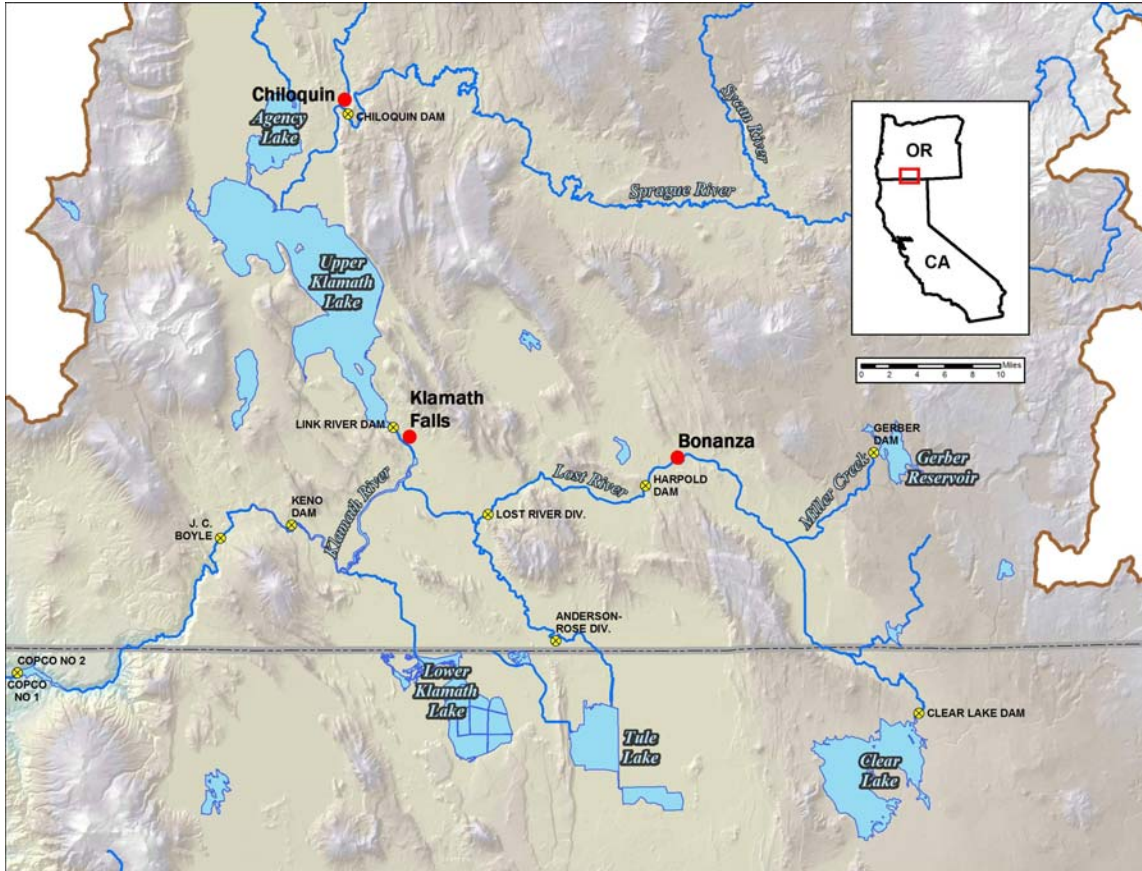 Chiloquin
Agency
Lake
CHILOQUIN DAM
Sycan River
Sprague River
OR
CA
Upper
Klamath
Lake
Miles
0 2 4 6 8 10
Klamath
Falls
LINK RIVER DAM
Bonanza
GERBER
DAM
Gerber
Reservoir
Lost River
HARPOLD
DAM
Miller Creek
KENO
DAM
Klamath River
LOST RIVER DIV.
J. C.
BOYLE
ANDERSON-
ROSE DIV.
COPCO NO 2
COPCO
NO 1
Lower
Klamath
Lake
CLEAR LAKE DAM
Tule
Lake
Clear
Lake